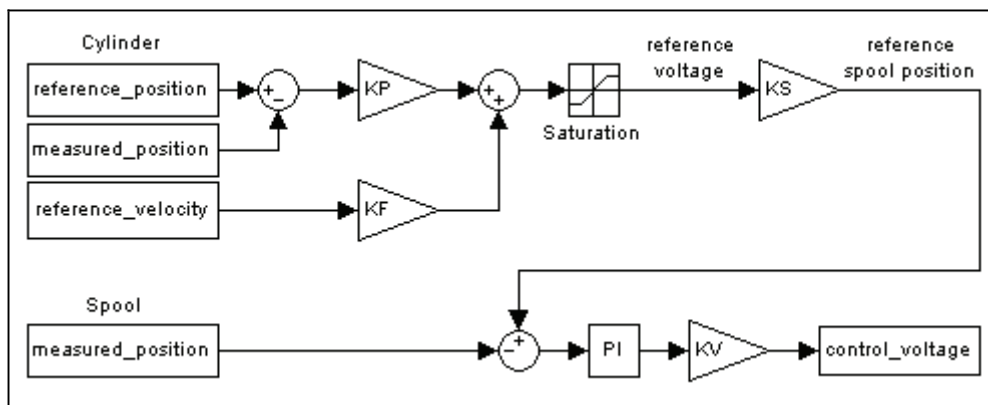 Cylinder
reference_position
measured_position
reference_velocity
+
−
KP
KF
+
+
Saturation
reference
voltage
KS
reference
spool position
Spool
measured_position
−
+
PI
KV
control_voltage